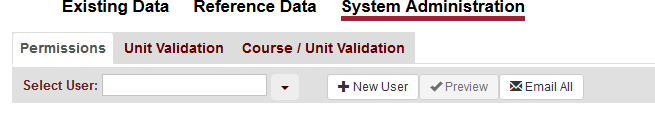 Existing Data Reference Data System Administration
Permissions Unit Validation Course / Unit Validation
Select User: New User Preview Email All